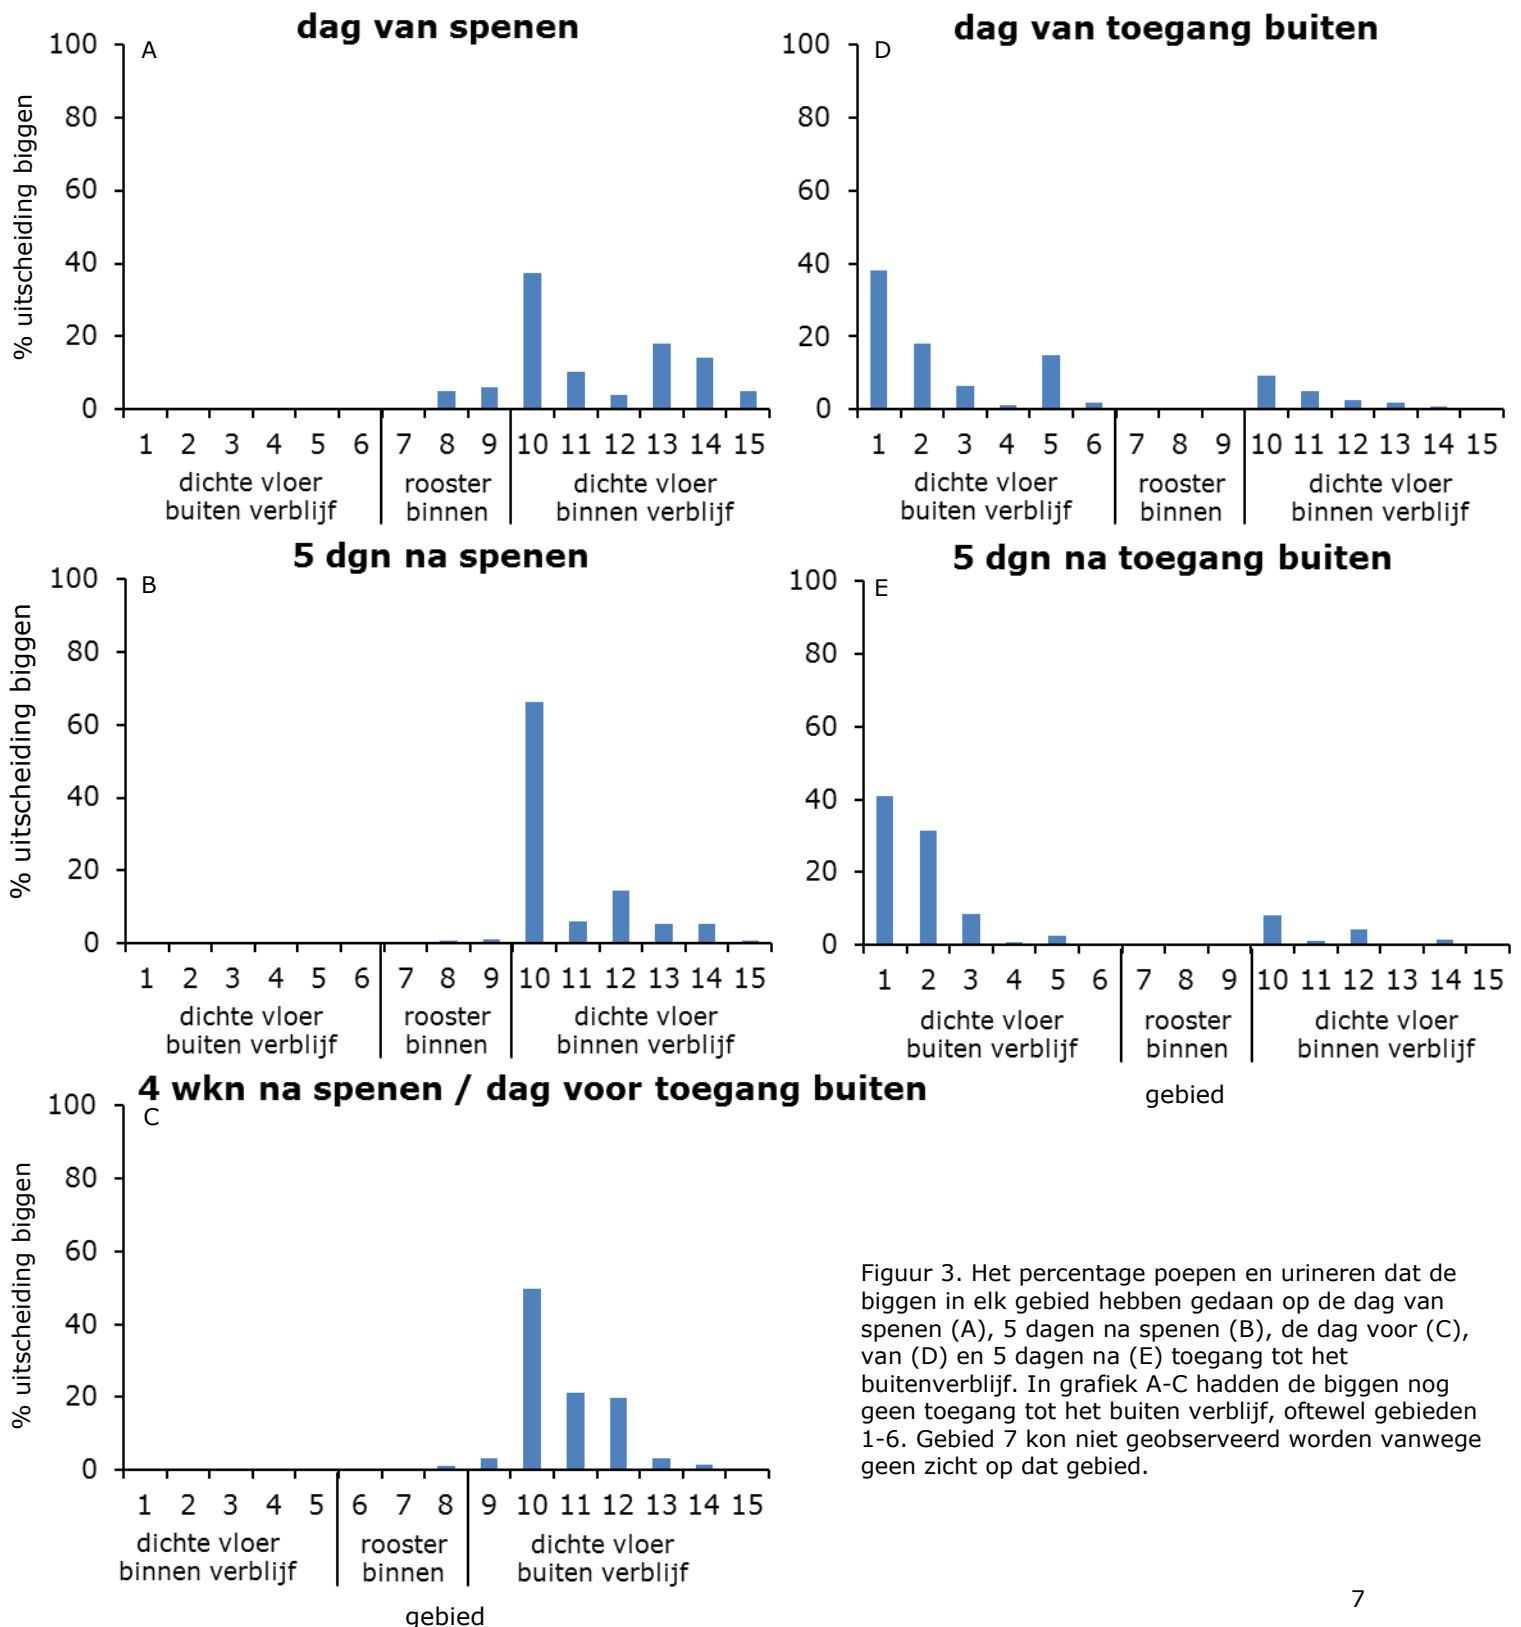 dag van spenen
A
% uitscheiding biggen
100
80
60
40
20
0
1 2 3 4 5 6 7 8 9 10 11 12 13 14 15
dichte vloer rooster dichte vloer
buiten verblijf binnen binnen verblijf
dag van toegang buiten
D
100
80
60
40
20
0
1 2 3 4 5 6 7 8 9 10 11 12 13 14 15
dichte vloer rooster dichte vloer
buiten verblijf binnen binnen verblijf
5 dgn na spenen
B
% uitscheiding biggen
100
80
60
40
20
0
1 2 3 4 5 6 7 8 9 10 11 12 13 14 15
dichte vloer rooster dichte vloer
buiten verblijf binnen binnen verblijf
5 dgn na toegang buiten
E
100
80
60
40
20
0
1 2 3 4 5 6 7 8 9 10 11 12 13 14 15
dichte vloer rooster dichte vloer
buiten verblijf binnen binnen verblijf
gebied
4 wkn na spenen / dag voor toegang buiten
C
% uitscheiding biggen
100
80
60
40
20
0
1 2 3 4 5 6 7 8 9 10 11 12 13 14 15
dichte vloer rooster dichte vloer
binnen verblijf binnen buiten verblijf
gebied
Figuur 3. Het percentage poepen en urineren dat de
biggen in elk gebied hebben gedaan op de dag van
spenen (A), 5 dagen na spenen (B), de dag voor (C),
van (D) en 5 dagen na (E) toegang tot het
buitenverblijf. In grafiek A-C hadden de biggen nog
geen toegang tot het buiten verblijf, oftewel gebieden
1-6. Gebied 7 kon niet geobserveerd worden vanwege
geen zicht op dat gebied.
7